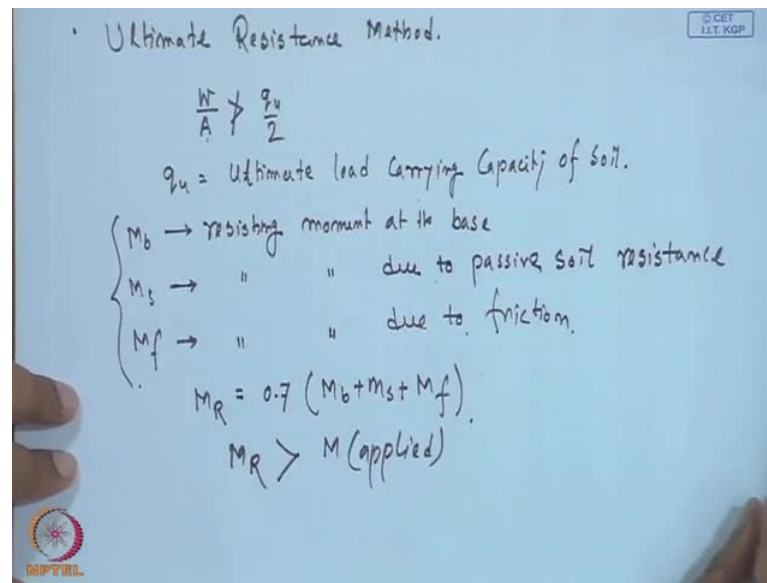 · Ultimate Resistance Method.
© CET
I.I.T. KGP
W/A ≯ qu/2
qu = Ultimate load Carrying Capacity of Soil.
Mb → resisting moment at the base
Ms → " " due to passive soil resistance
Mf → " " due to friction.
MR = 0.7 (Mb+Ms+Mf).
MR > M (applied)
NPTEL